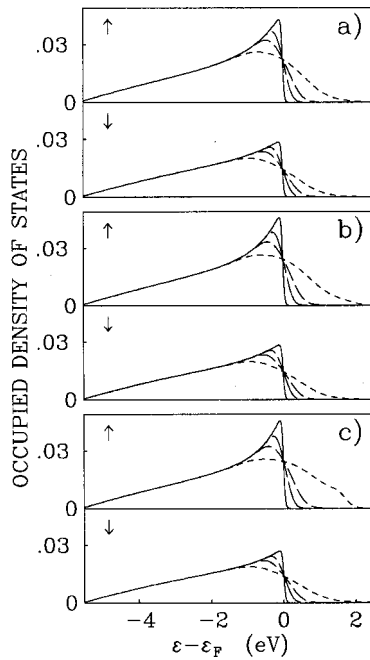 ↑ a)
.03
0
↓
.03
0
↑ b)
.03
0
↓
.03
0
↑ c)
.03
0
↓
.03
0
OCCUPIED DENSITY OF STATES
−4 −2 0 2
ε−ε_F (eV)